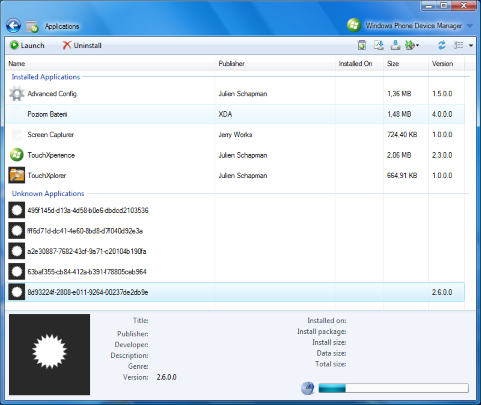 Applications
Windows Phone Device Manager
Launch Uninstall
Name Publisher Installed On Size Version
Installed Applications
Advanced Config. Julien Schapman 1,36 MB 1.5.0.0
Poziom Baterii XDA 1,48 MB 4.0.0.0
Screen Capturer Jerry Works 724,40 KB 1.0.0.0
TouchXperience Julien Schapman 2,06 MB 2.3.0.0
TouchXplorer Julien Schapman 664,91 KB 1.0.0.0
Unknown Applications
495f145d-d13a-4d58-b0e6-dbdcd2103536
fff6d71d-dc41-4e60-8bd8-d7f040d92e3a
a2e30887-7682-43cf-9a71-c20104b190fa
63baf355-cb84-412a-b391478805ceb964
8d93224f-2808-e011-9264-00237de2db9e 2.6.0.0
Title: Installed on:
Publisher: Install package:
Developer: Install size:
Description: Data size:
Genre: Total size:
Version: 2.6.0.0